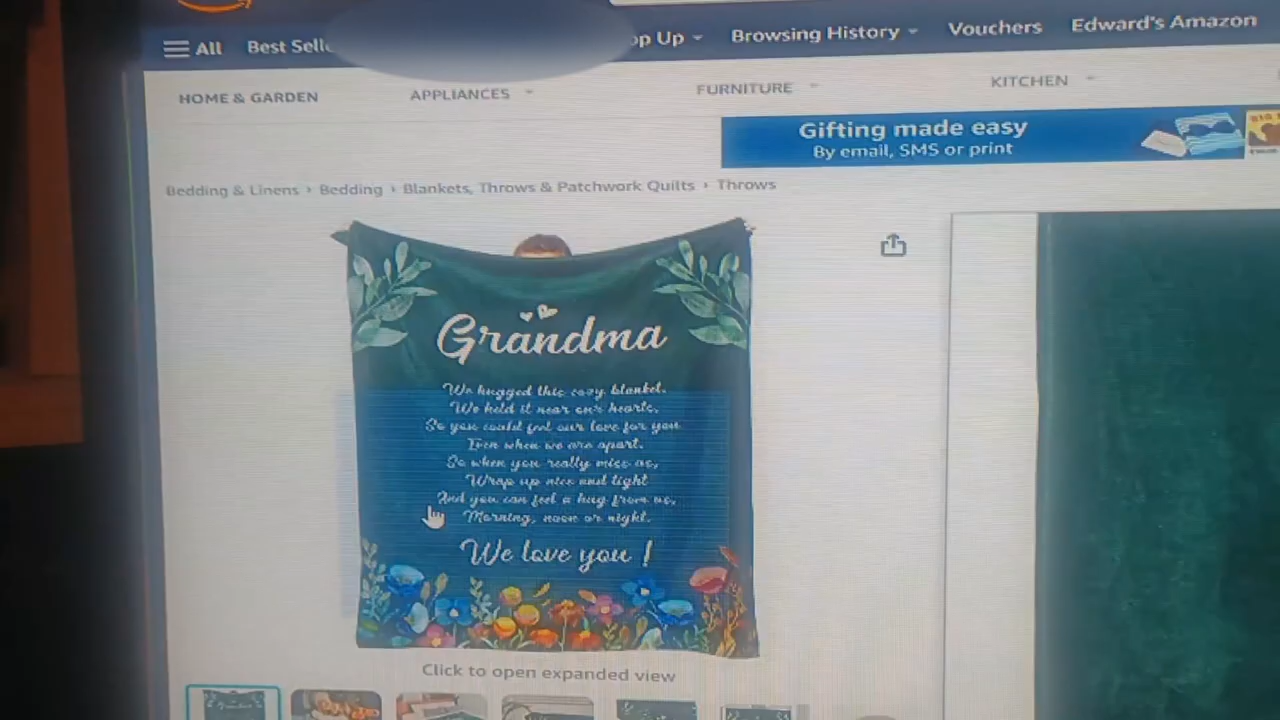 All Best Selle op Up Browsing History Vouchers Edward's Amazon
HOME & GARDEN APPLIANCES FURNITURE KITCHEN
Gifting made easy
By email, SMS or print
Bedding & Linens › Bedding › Blankets, Throws & Patchwork Quilts › Throws
Grandma
We hugged this cozy blanket.
We held it near our hearts,
So you could feel our love for you
Even when we are apart.
So when you really miss us,
Wrap up nice and tight
And you can feel a hug from us,
Morning, noon or night.
We love you !
Click to open expanded view